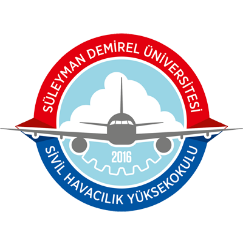 SÜLEYMAN DEMİREL ÜNİVERSİTESİ
2016
SİVİL HAVACILIK YÜKSEKOKULU